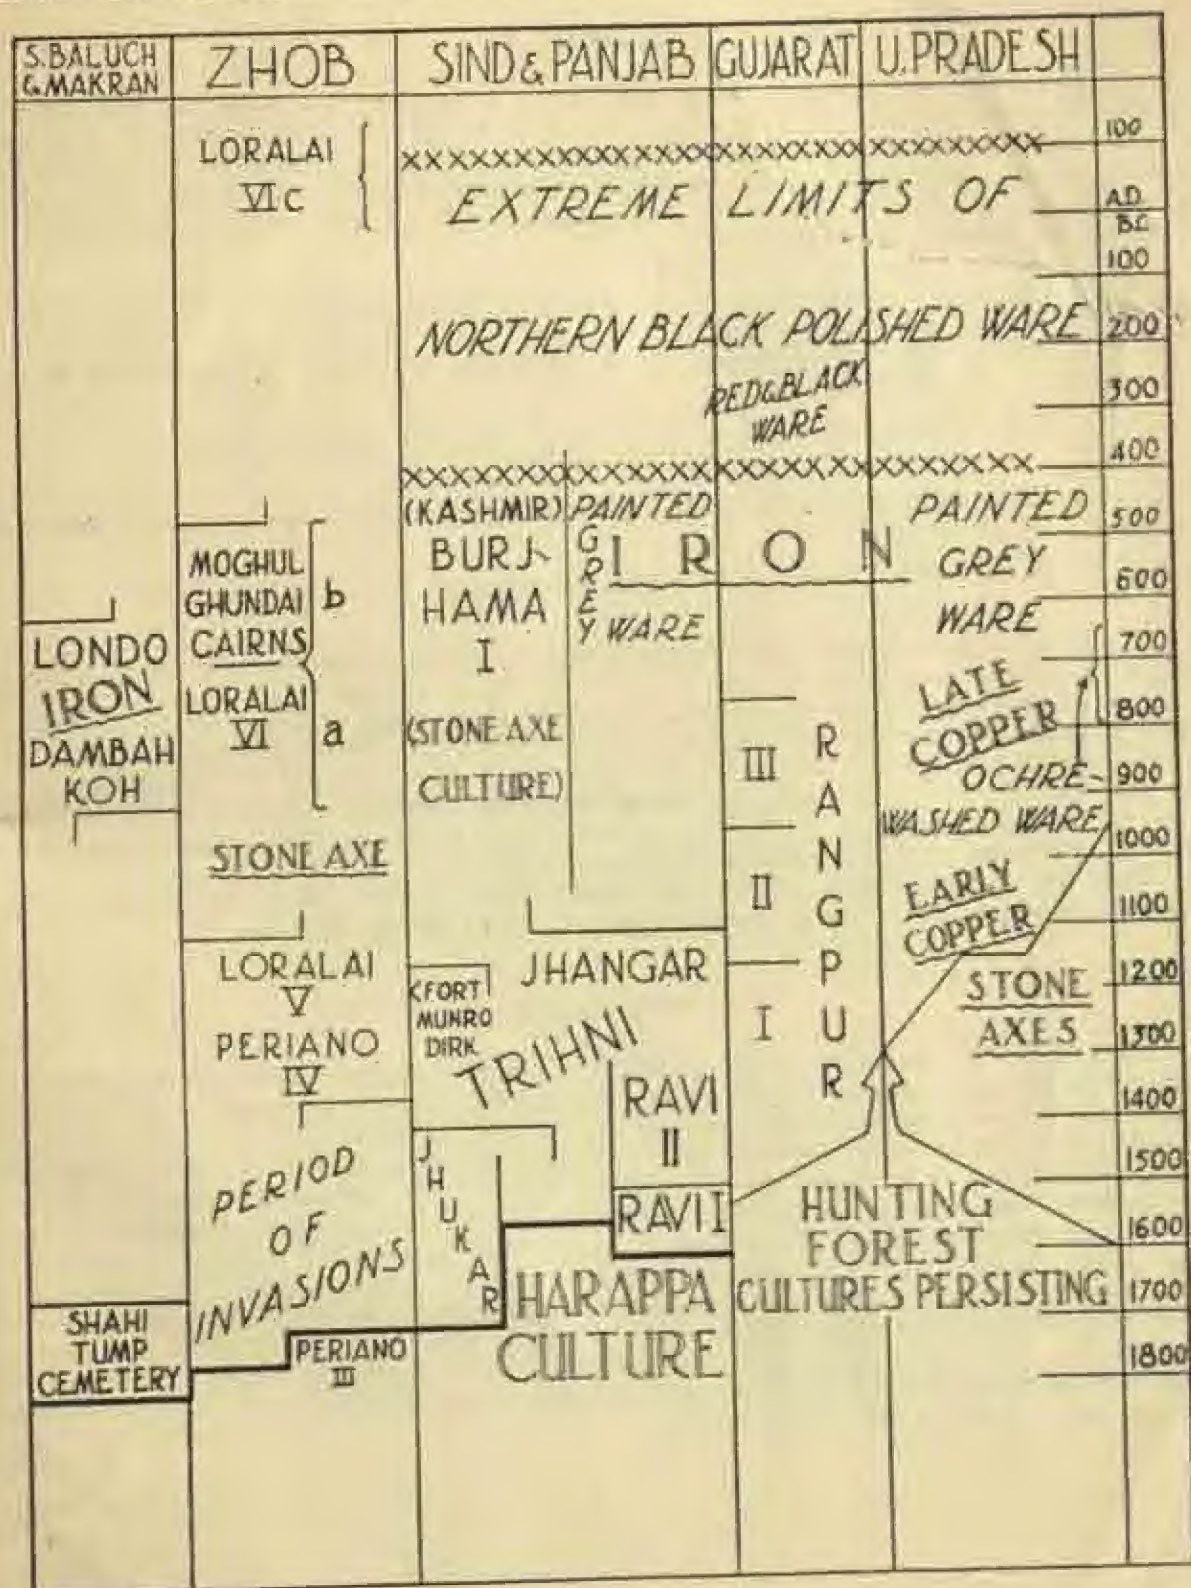 S. BALUCH
& MAKRAN
ZHOB
SIND & PANJAB
GUJARAT
U. PRADESH
LORALAI
VI C
XXXXXXXXXXXXXXXXXXXXXXXXXXXXXXXXX
EXTREME LIMITS OF
NORTHERN BLACK POLISHED WARE
RED & BLACK
WARE
XXXXXXXXXXXXXXXXXXXXXXXXXXXXXXXXX
MOGHUL
GHUNDAI
CAIRNS
b
LORALAI
VI
a
LONDO
IRON
DAMBAH
KOH
STONE AXE
LORALAI
V
PERIANO
IV
PERIOD
OF
INVASIONS
PERIANO
III
SHAHI
TUMP
CEMETERY
(KASHMIR)
BURJ-
HAMA
I
(STONE AXE
CULTURE)
PAINTED
GREY
WARE
IRON
JHANGAR
<FORT
MUNRO
DIRK
TRIHNI
RAVI
II
RAVI I
JHUKAR
HARAPPA
CULTURE
III
II
I
RANGPUR
PAINTED
GREY
WARE
LATE
COPPER
OCHRE-
WASHED WARE
EARLY
COPPER
STONE
AXES
HUNTING
FOREST
CULTURES PERSISTING
100
A.D.
B.C.
100
200
300
400
500
600
700
800
900
1000
1100
1200
1300
1400
1500
1600
1700
1800